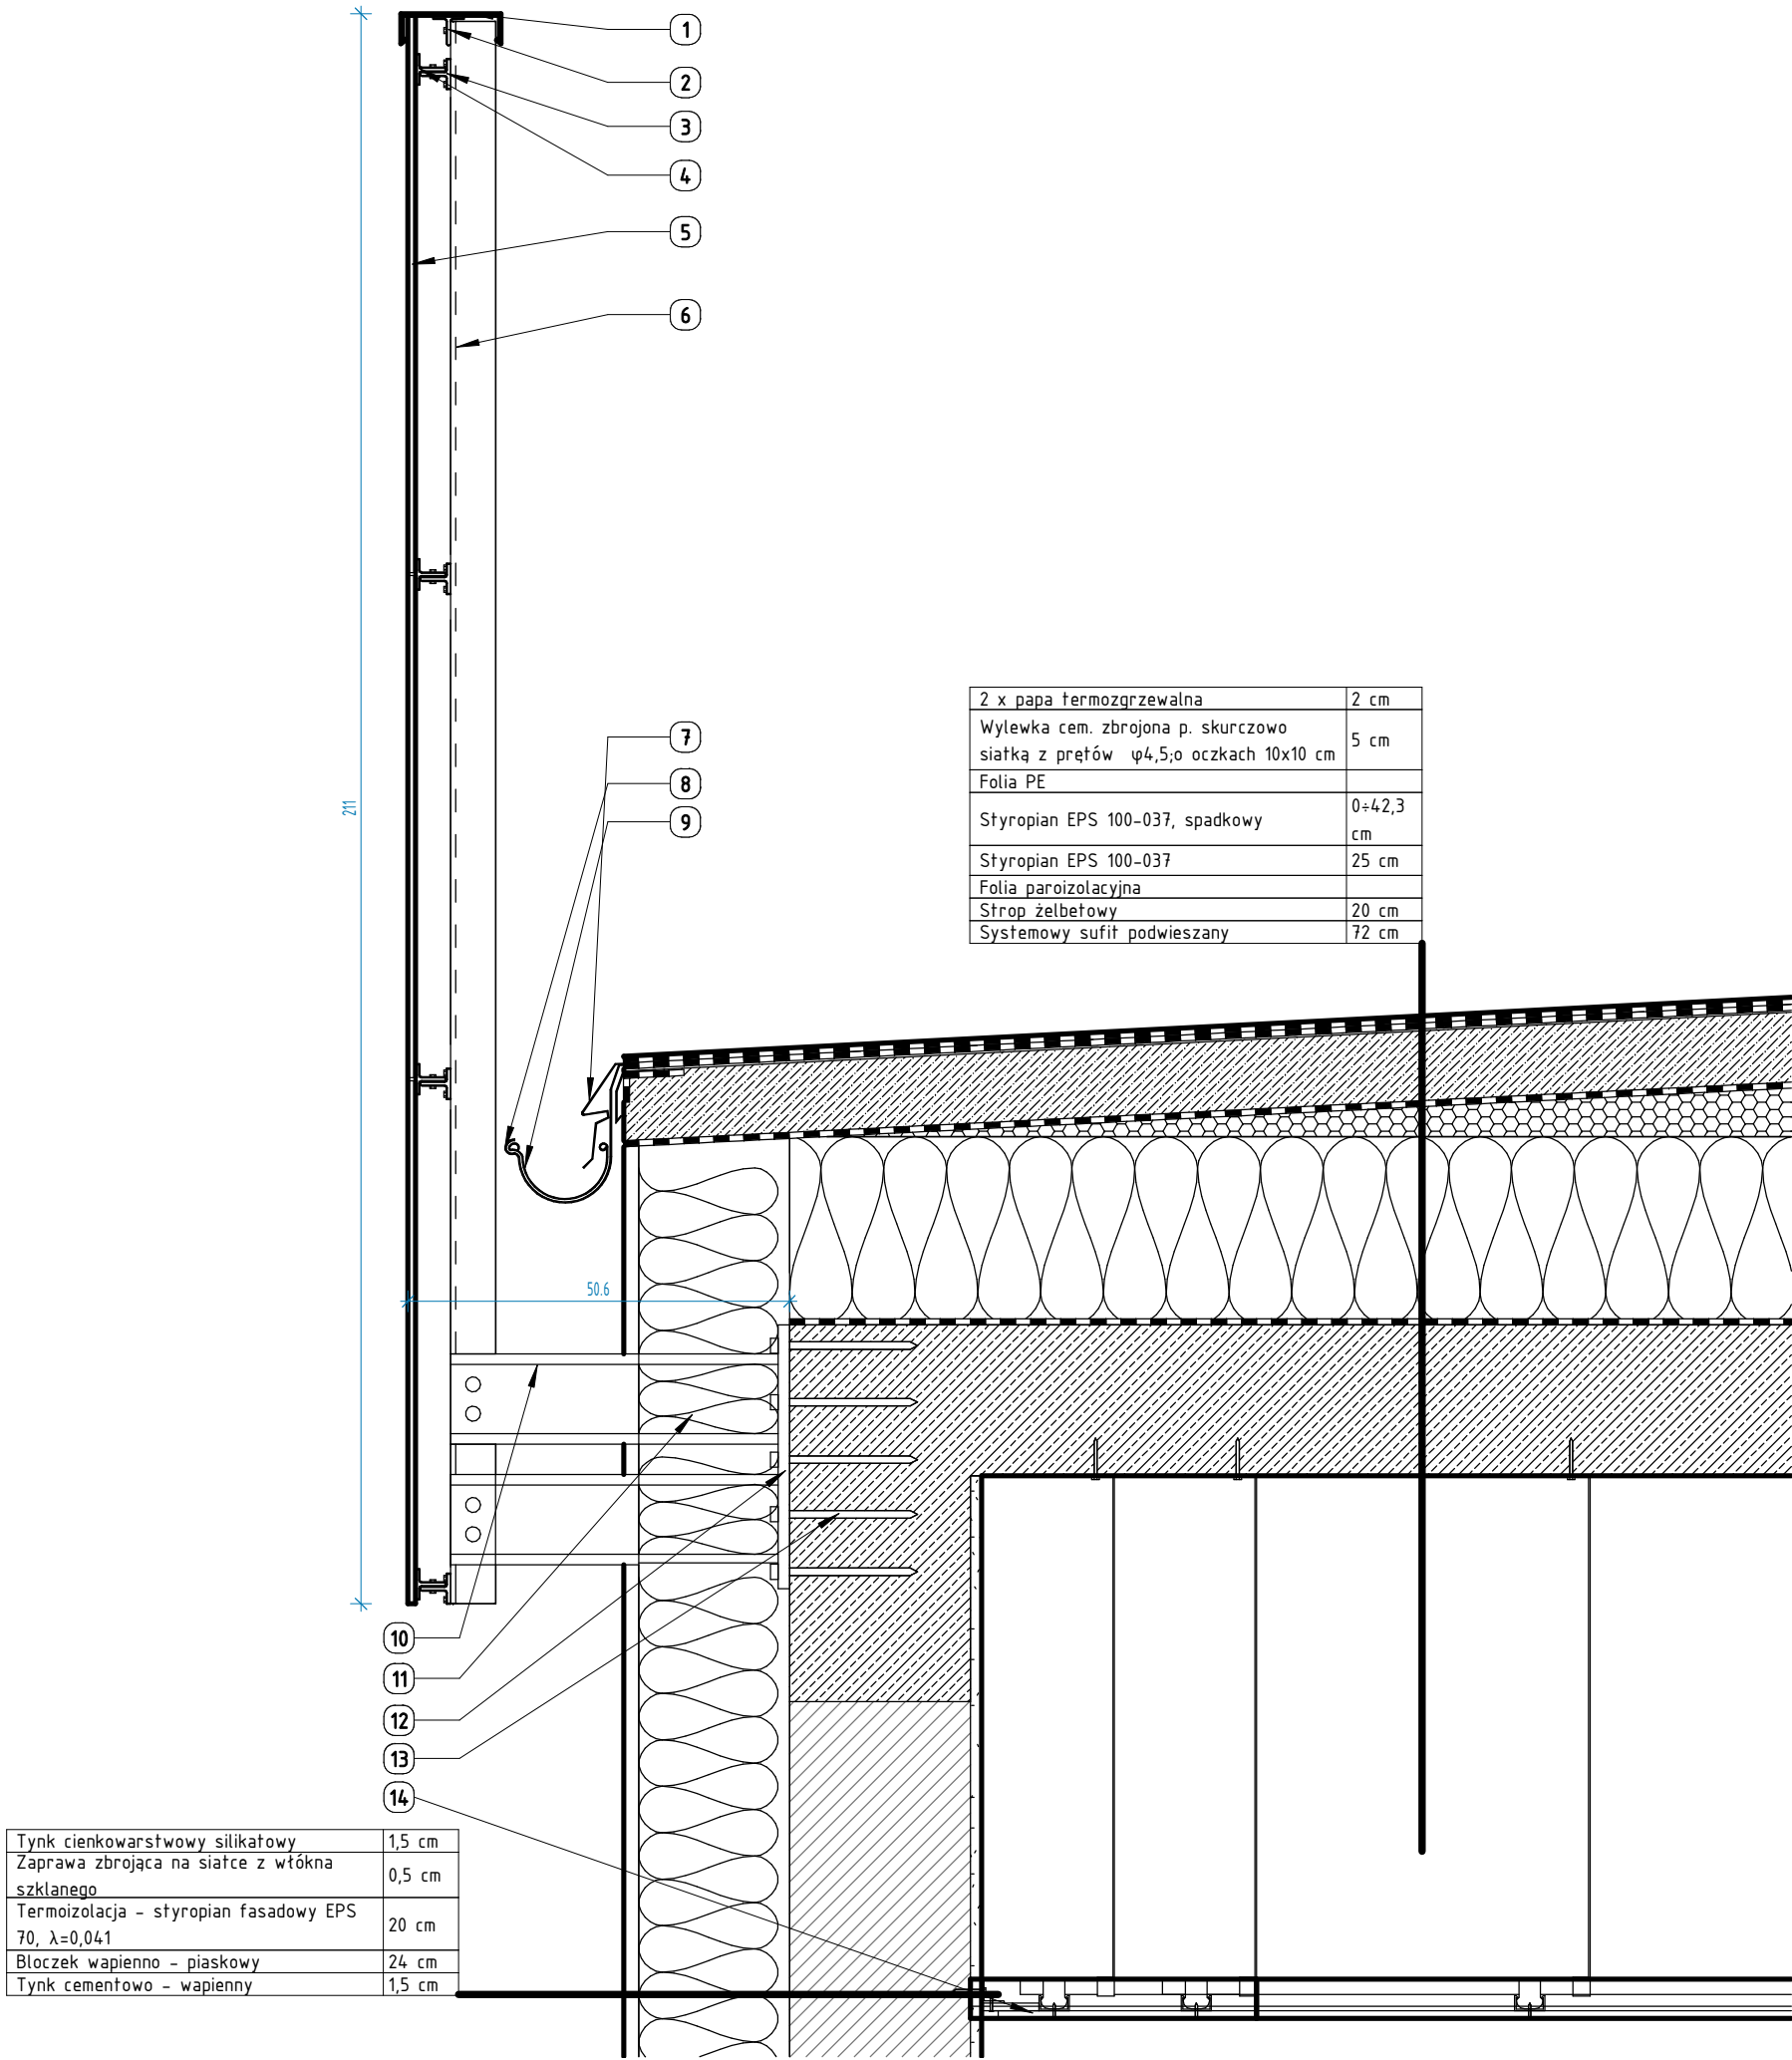 1
2
3
4
5
6
7
8
9
211
2 x papa termozgrzewalna 2 cm
Wylewka cem. zbrojona p. skurczowo
siatką z prętów φ4,5;o oczkach 10x10 cm 5 cm
Folia PE
Styropian EPS 100-037, spadkowy 0÷42,3
cm
Styropian EPS 100-037 25 cm
Folia paroizolacyjna
Strop żelbetowy 20 cm
Systemowy sufit podwieszany 72 cm
50.6
10
11
12
13
14
Tynk cienkowarstwowy silikatowy 1,5 cm
Zaprawa zbrojąca na siatce z włókna
szklanego 0,5 cm
Termoizolacja - styropian fasadowy EPS
70, λ=0,041 20 cm
Bloczek wapienno - piaskowy 24 cm
Tynk cementowo - wapienny 1,5 cm